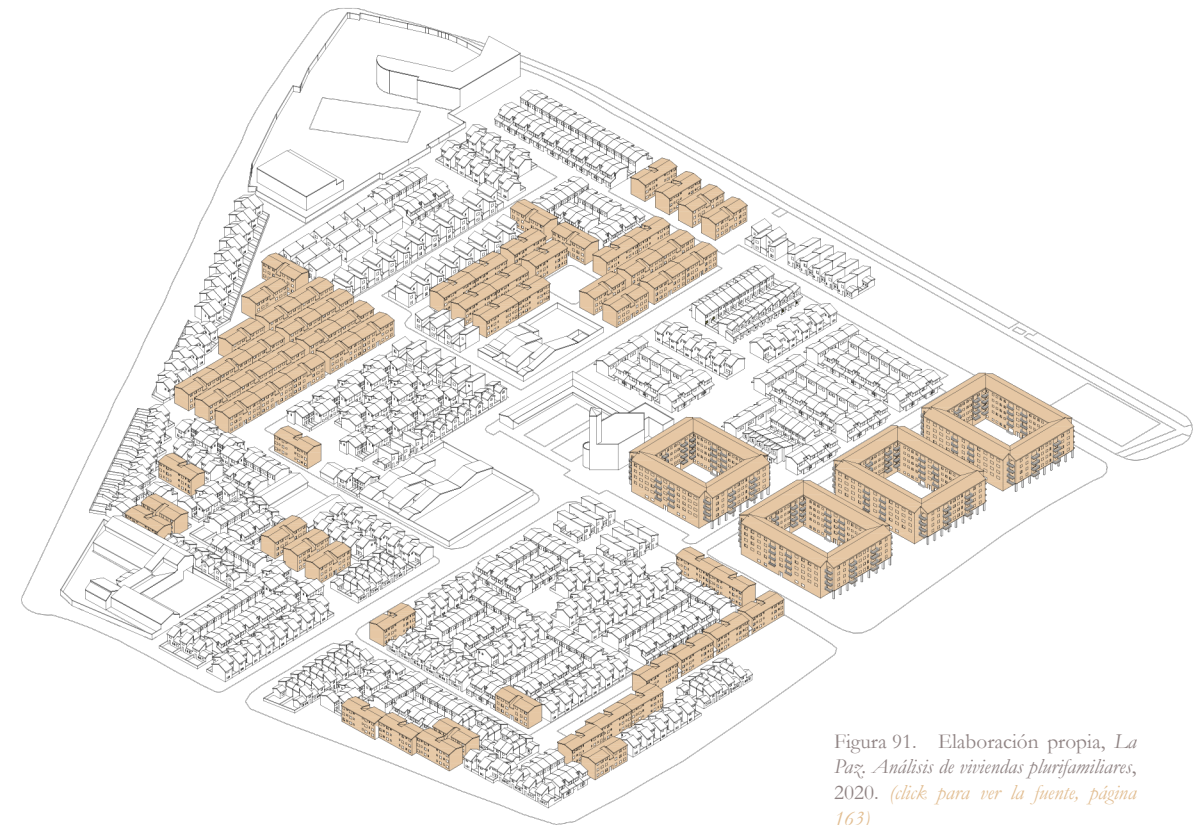 Figura 91. Elaboración propia, La
Paz. Análisis de viviendas plurifamiliares,
2020. (click para ver la fuente, página
163)